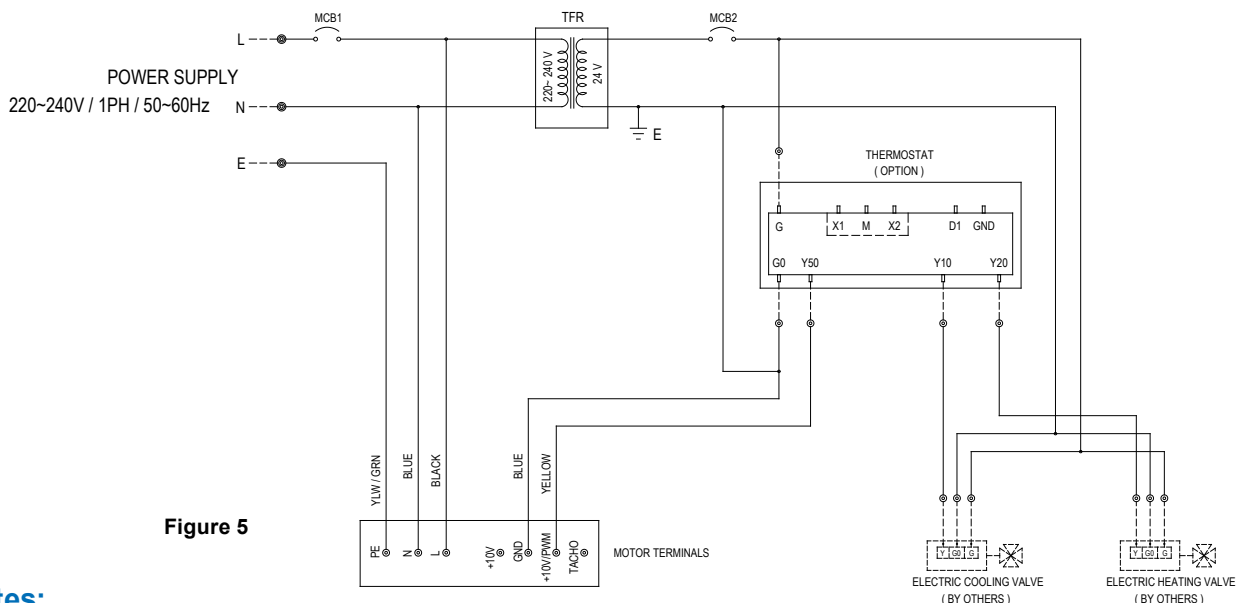 MCB1
TFR
MCB2
L
POWER SUPPLY
220~240V / 1PH / 50~60Hz
N
220~ 240 V
24 V
E
E
THERMOSTAT
( OPTION )
G
X1 M X2
D1 GND
G0 Y50
Y10
Y20
YLW / GRN
BLUE
BLACK
BLUE
YELLOW
Figure 5
PE
N
L
+10V
GND
+10V/PWM
TACHO
MOTOR TERMINALS
Y G0 G
Y G0 G
ELECTRIC COOLING VALVE
( BY OTHERS )
ELECTRIC HEATING VALVE
( BY OTHERS )